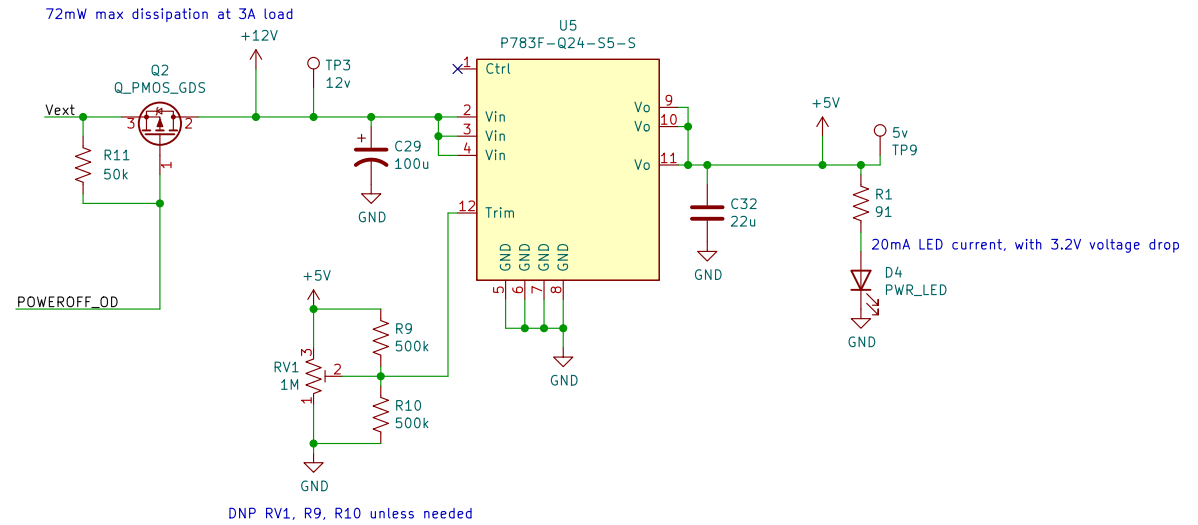 72mW max dissipation at 3A load
+12V
TP3
12v
Q2
Q_PMOS_GDS
Vext
3
2
1
R11
50k
POWEROFF_OD
+
C29
100u
GND
U5
P783F-Q24-S5-S
1
Ctrl
2
Vin
3
Vin
4
Vin
12
Trim
Vo
9
Vo
10
Vo
11
GND
GND
GND
GND
5
6
7
8
GND
+5V
5v
TP9
C32
22u
GND
R1
91
20mA LED current, with 3.2V voltage drop
D4
PWR_LED
GND
+5V
R9
500k
RV1
1M
3
2
1
R10
500k
GND
DNP RV1, R9, R10 unless needed